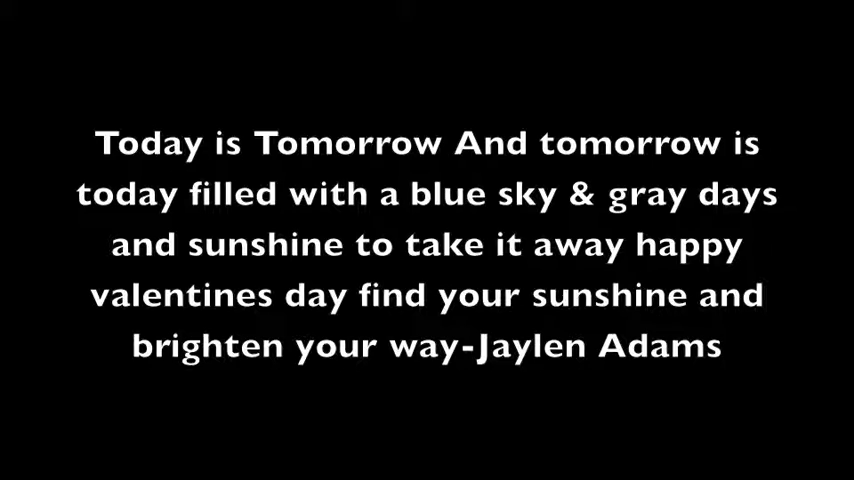 Today is Tomorrow And tomorrow is
today filled with a blue sky & gray days
and sunshine to take it away happy
valentines day find your sunshine and
brighten your way-Jaylen Adams